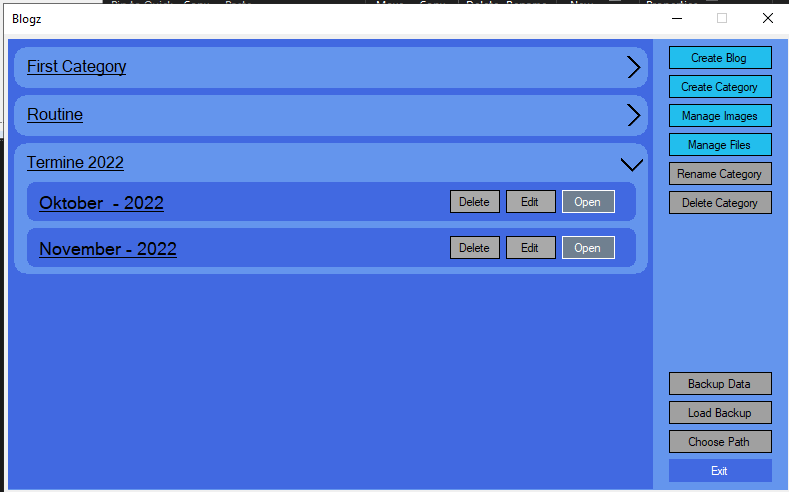 Blogz
First Category
Routine
Termine 2022
Oktober  - 2022 Delete Edit Open
November - 2022 Delete Edit Open
Create Blog
Create Category
Manage Images
Manage Files
Rename Category
Delete Category
Backup Data
Load Backup
Choose Path
Exit